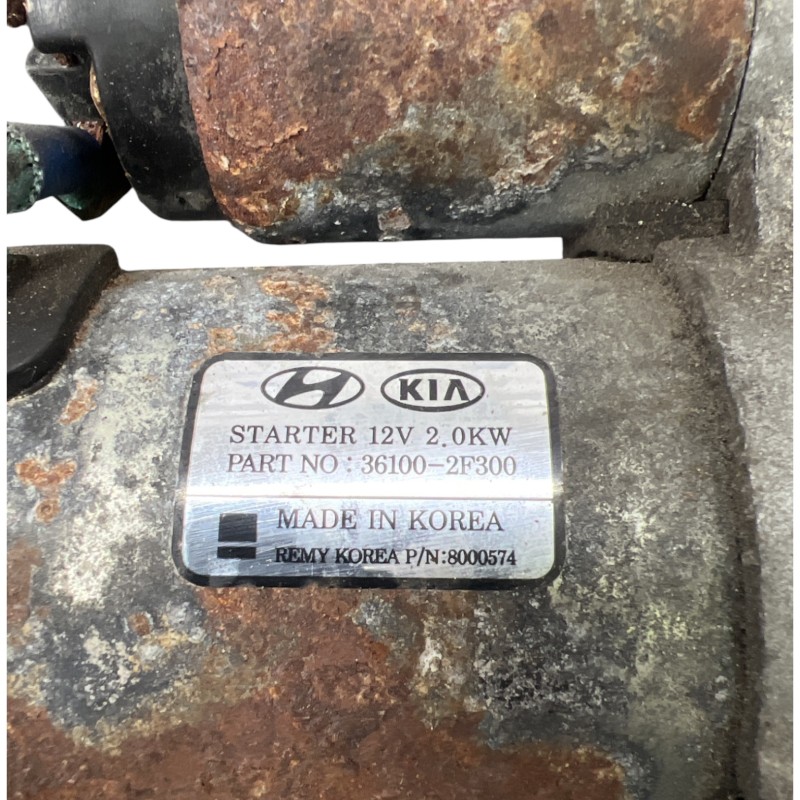 KIA
STARTER 12V 2.0KW
PART NO : 36100-2F300
MADE IN KOREA
REMY KOREA P/N:8000574